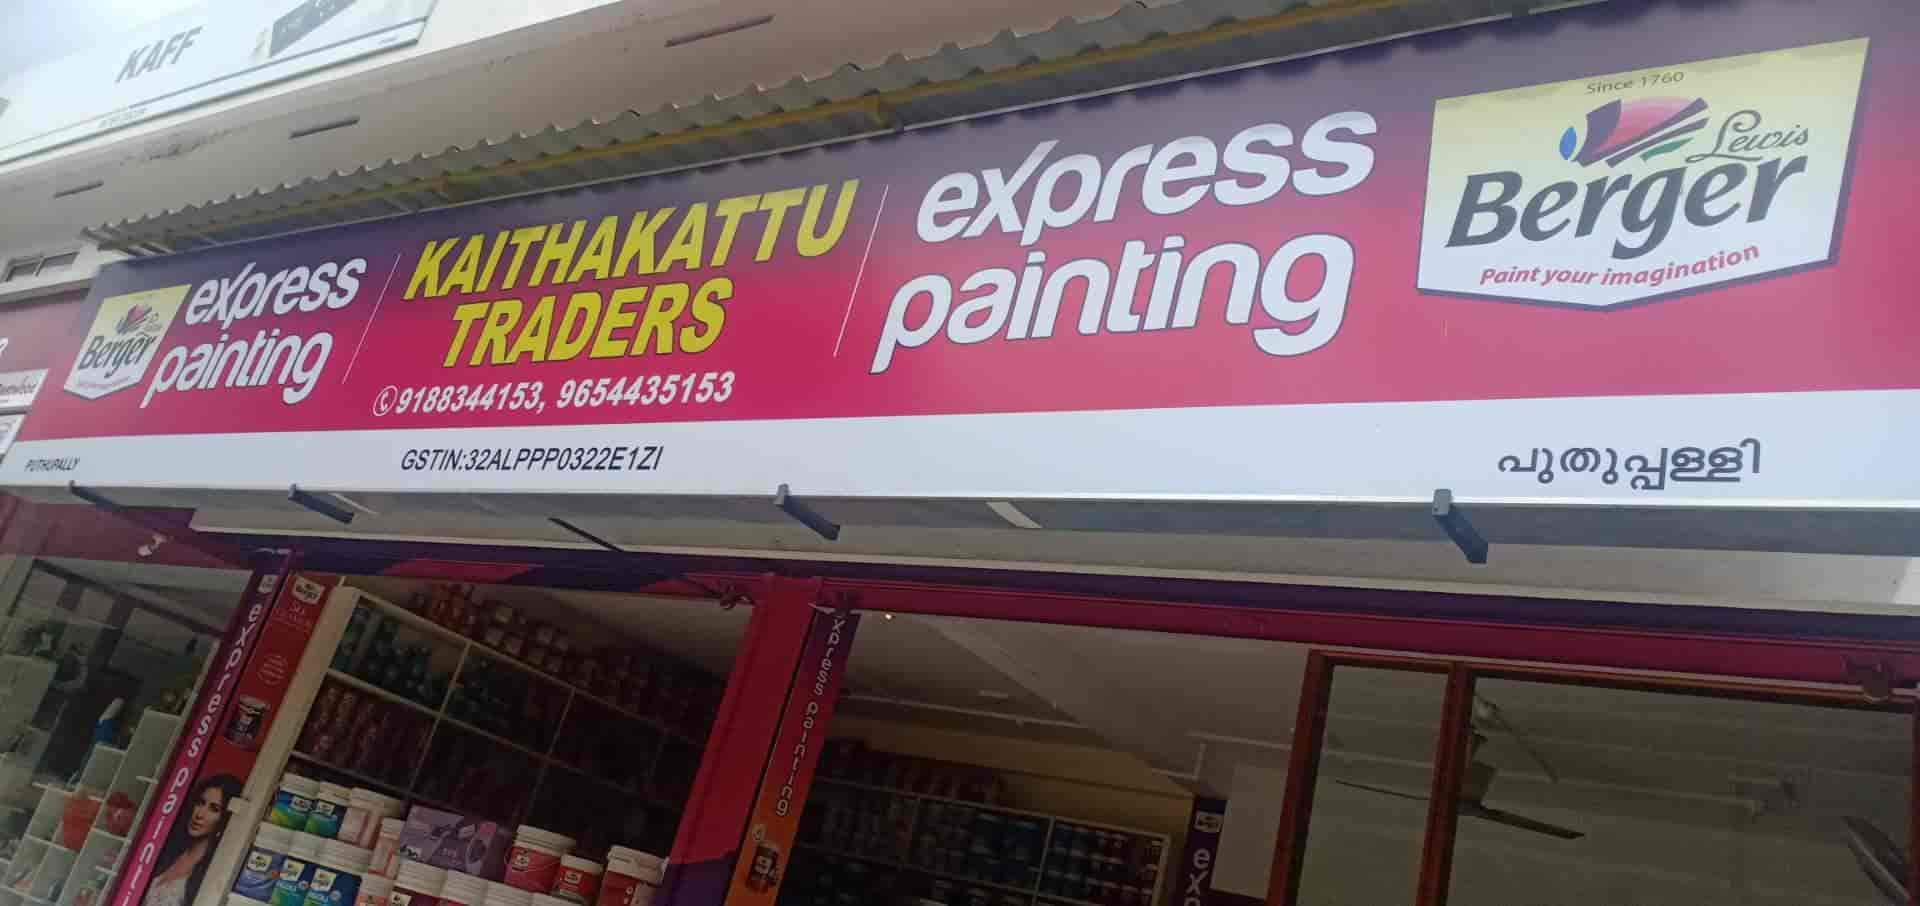 KAFF
Berger
express
painting
KAITHAKATTU
TRADERS
✆9188344153, 9654435153
express
painting
Since 1760
Lewis
Berger
Paint your imagination
PUTHUPALLY
GSTIN:32ALPPP0322E1ZI
പുതുപ്പള്ളി
express painting
express painting